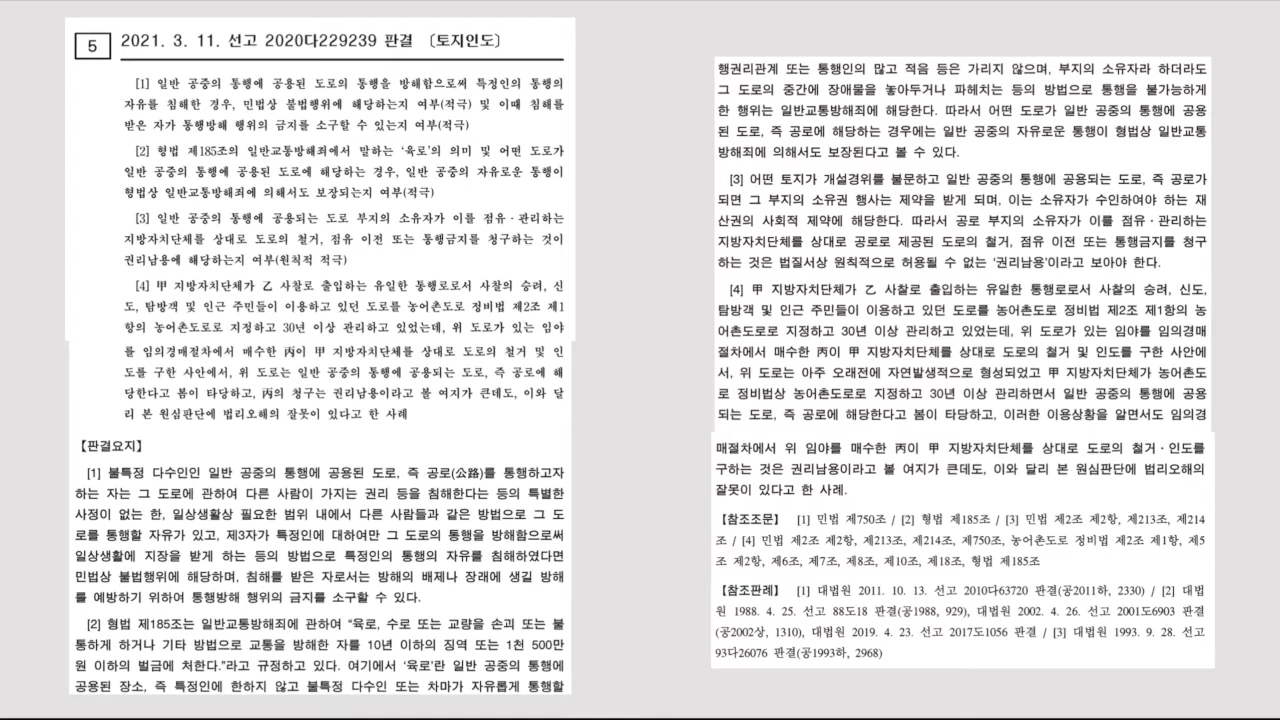 5
2021. 3. 11. 선고 2020다229239 판결 〔토지인도〕
[1] 일반 공중의 통행에 공용된 도로의 통행을 방해함으로써 특정인의 통행의
자유를 침해한 경우, 민법상 불법행위에 해당하는지 여부(적극) 및 이때 침해를
받은 자가 통행방해 행위의 금지를 소구할 수 있는지 여부(적극)
[2] 형법 제185조의 일반교통방해죄에서 말하는 ‘육로’의 의미 및 어떤 도로가
일반 공중의 통행에 공용된 도로에 해당하는 경우, 일반 공중의 자유로운 통행이
형법상 일반교통방해죄에 의해서도 보장되는지 여부(적극)
[3] 일반 공중의 통행에 공용되는 도로 부지의 소유자가 이를 점유·관리하는
지방자치단체를 상대로 도로의 철거, 점유 이전 또는 통행금지를 청구하는 것이
권리남용에 해당하는지 여부(원칙적 적극)
[4] 甲 지방자치단체가 乙 사찰로 출입하는 유일한 통행로로서 사찰의 승려, 신
도, 탐방객 및 인근 주민들이 이용하고 있던 도로를 농어촌도로 정비법 제2조 제1
항의 농어촌도로로 지정하고 30년 이상 관리하고 있었는데, 위 도로가 있는 임야
를 임의경매절차에서 매수한 丙이 甲 지방자치단체를 상대로 도로의 철거 및 인
도를 구한 사안에서, 위 도로는 일반 공중의 통행에 공용되는 도로, 즉 공로에 해
당한다고 봄이 타당하고, 丙의 청구는 권리남용이라고 볼 여지가 큰데도, 이와 달
리 본 원심판단에 법리오해의 잘못이 있다고 한 사례
【판결요지】
[1] 불특정 다수인인 일반 공중의 통행에 공용된 도로, 즉 공로(公路)를 통행하고자
하는 자는 그 도로에 관하여 다른 사람이 가지는 권리 등을 침해한다는 등의 특별한
사정이 없는 한, 일상생활상 필요한 범위 내에서 다른 사람들과 같은 방법으로 그 도
로를 통행할 자유가 있고, 제3자가 특정인에 대하여만 그 도로의 통행을 방해함으로써
일상생활에 지장을 받게 하는 등의 방법으로 특정인의 통행의 자유를 침해하였다면
민법상 불법행위에 해당하며, 침해를 받은 자로서는 방해의 배제나 장래에 생길 방해
를 예방하기 위하여 통행방해 행위의 금지를 소구할 수 있다.
[2] 형법 제185조는 일반교통방해죄에 관하여 “육로, 수로 또는 교량을 손괴 또는 불
통하게 하거나 기타 방법으로 교통을 방해한 자를 10년 이하의 징역 또는 1천 500만
원 이하의 벌금에 처한다.”라고 규정하고 있다. 여기에서 ‘육로’란 일반 공중의 통행에
공용된 장소, 즉 특정인에 한하지 않고 불특정 다수인 또는 차마가 자유롭게 통행할
행권리관계 또는 통행인의 많고 적음 등은 가리지 않으며, 부지의 소유자라 하더라도
그 도로의 중간에 장애물을 놓아두거나 파헤치는 등의 방법으로 통행을 불가능하게
한 행위는 일반교통방해죄에 해당한다. 따라서 어떤 도로가 일반 공중의 통행에 공용
된 도로, 즉 공로에 해당하는 경우에는 일반 공중의 자유로운 통행이 형법상 일반교통
방해죄에 의해서도 보장된다고 볼 수 있다.
[3] 어떤 토지가 개설경위를 불문하고 일반 공중의 통행에 공용되는 도로, 즉 공로가
되면 그 부지의 소유권 행사는 제약을 받게 되며, 이는 소유자가 수인하여야 하는 재
산권의 사회적 제약에 해당한다. 따라서 공로 부지의 소유자가 이를 점유·관리하는
지방자치단체를 상대로 공로로 제공된 도로의 철거, 점유 이전 또는 통행금지를 청구
하는 것은 법질서상 원칙적으로 허용될 수 없는 ‘권리남용’이라고 보아야 한다.
[4] 甲 지방자치단체가 乙 사찰로 출입하는 유일한 통행로로서 사찰의 승려, 신도,
탐방객 및 인근 주민들이 이용하고 있던 도로를 농어촌도로 정비법 제2조 제1항의 농
어촌도로로 지정하고 30년 이상 관리하고 있었는데, 위 도로가 있는 임야를 임의경매
절차에서 매수한 丙이 甲 지방자치단체를 상대로 도로의 철거 및 인도를 구한 사안에
서, 위 도로는 아주 오래전에 자연발생적으로 형성되었고 甲 지방자치단체가 농어촌도
로 정비법상 농어촌도로로 지정하고 30년 이상 관리하면서 일반 공중의 통행에 공용
되는 도로, 즉 공로에 해당한다고 봄이 타당하고, 이러한 이용상황을 알면서도 임의경
매절차에서 위 임야를 매수한 丙이 甲 지방자치단체를 상대로 도로의 철거·인도를
구하는 것은 권리남용이라고 볼 여지가 큰데도, 이와 달리 본 원심판단에 법리오해의
잘못이 있다고 한 사례.
【참조조문】 [1] 민법 제750조 / [2] 형법 제185조 / [3] 민법 제2조 제2항, 제213조, 제214
조 / [4] 민법 제2조 제2항, 제213조, 제214조, 제750조, 농어촌도로 정비법 제2조 제1항, 제5
조 제2항, 제6조, 제7조, 제8조, 제10조, 제18조, 형법 제185조
【참조판례】 [1] 대법원 2011. 10. 13. 선고 2010다63720 판결(공2011하, 2330) / [2] 대법
원 1988. 4. 25. 선고 88도18 판결(공1988, 929), 대법원 2002. 4. 26. 선고 2001도6903 판결
(공2002상, 1310), 대법원 2019. 4. 23. 선고 2017도1056 판결 / [3] 대법원 1993. 9. 28. 선고
93다26076 판결(공1993하, 2968)